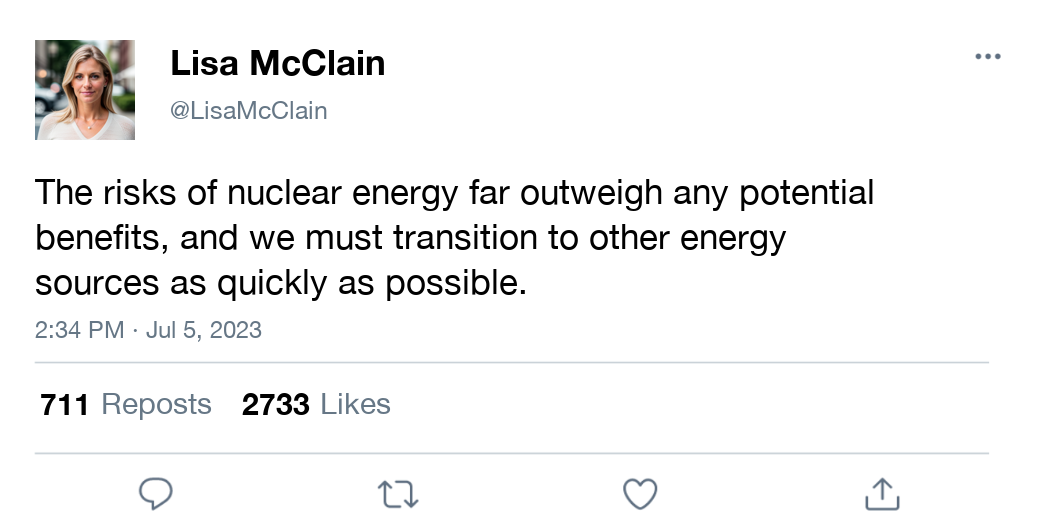 Lisa McClain
@LisaMcClain
The risks of nuclear energy far outweigh any potential
benefits, and we must transition to other energy
sources as quickly as possible.
2:34 PM · Jul 5, 2023
711 Reposts 2733 Likes